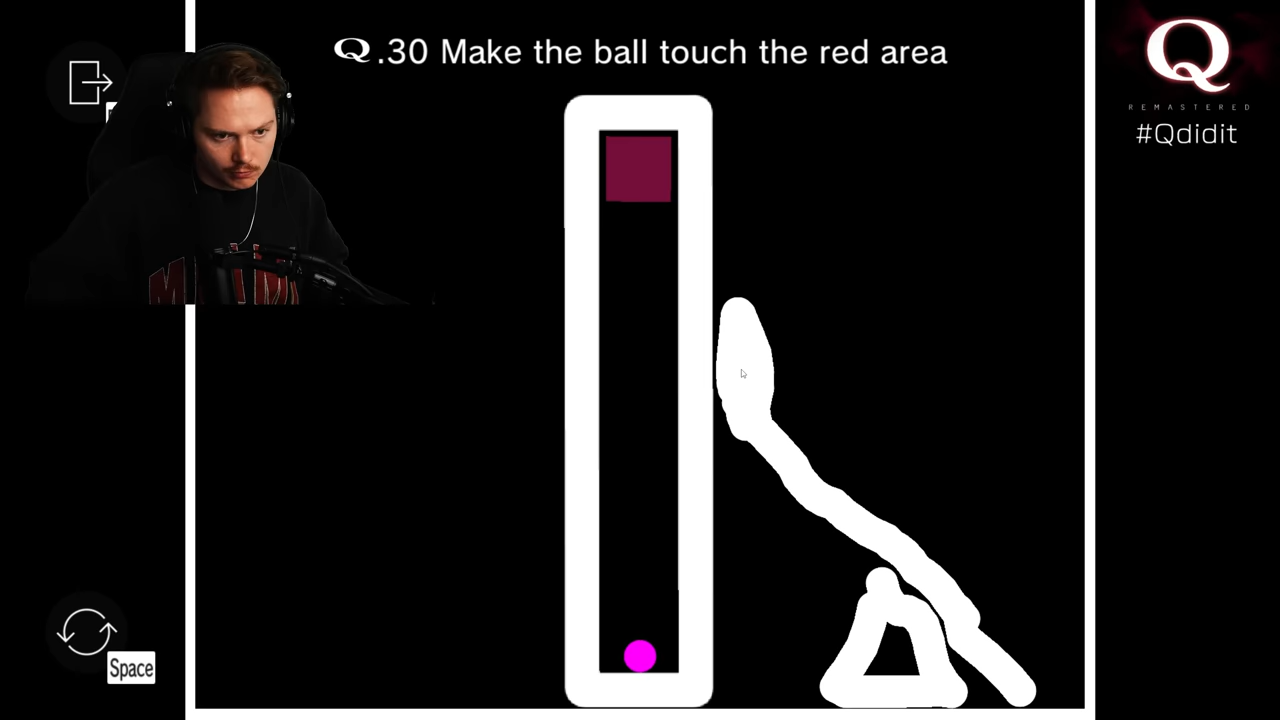 Q.30 Make the ball touch the red area
Q
REMASTERED
#Qdidit
Space